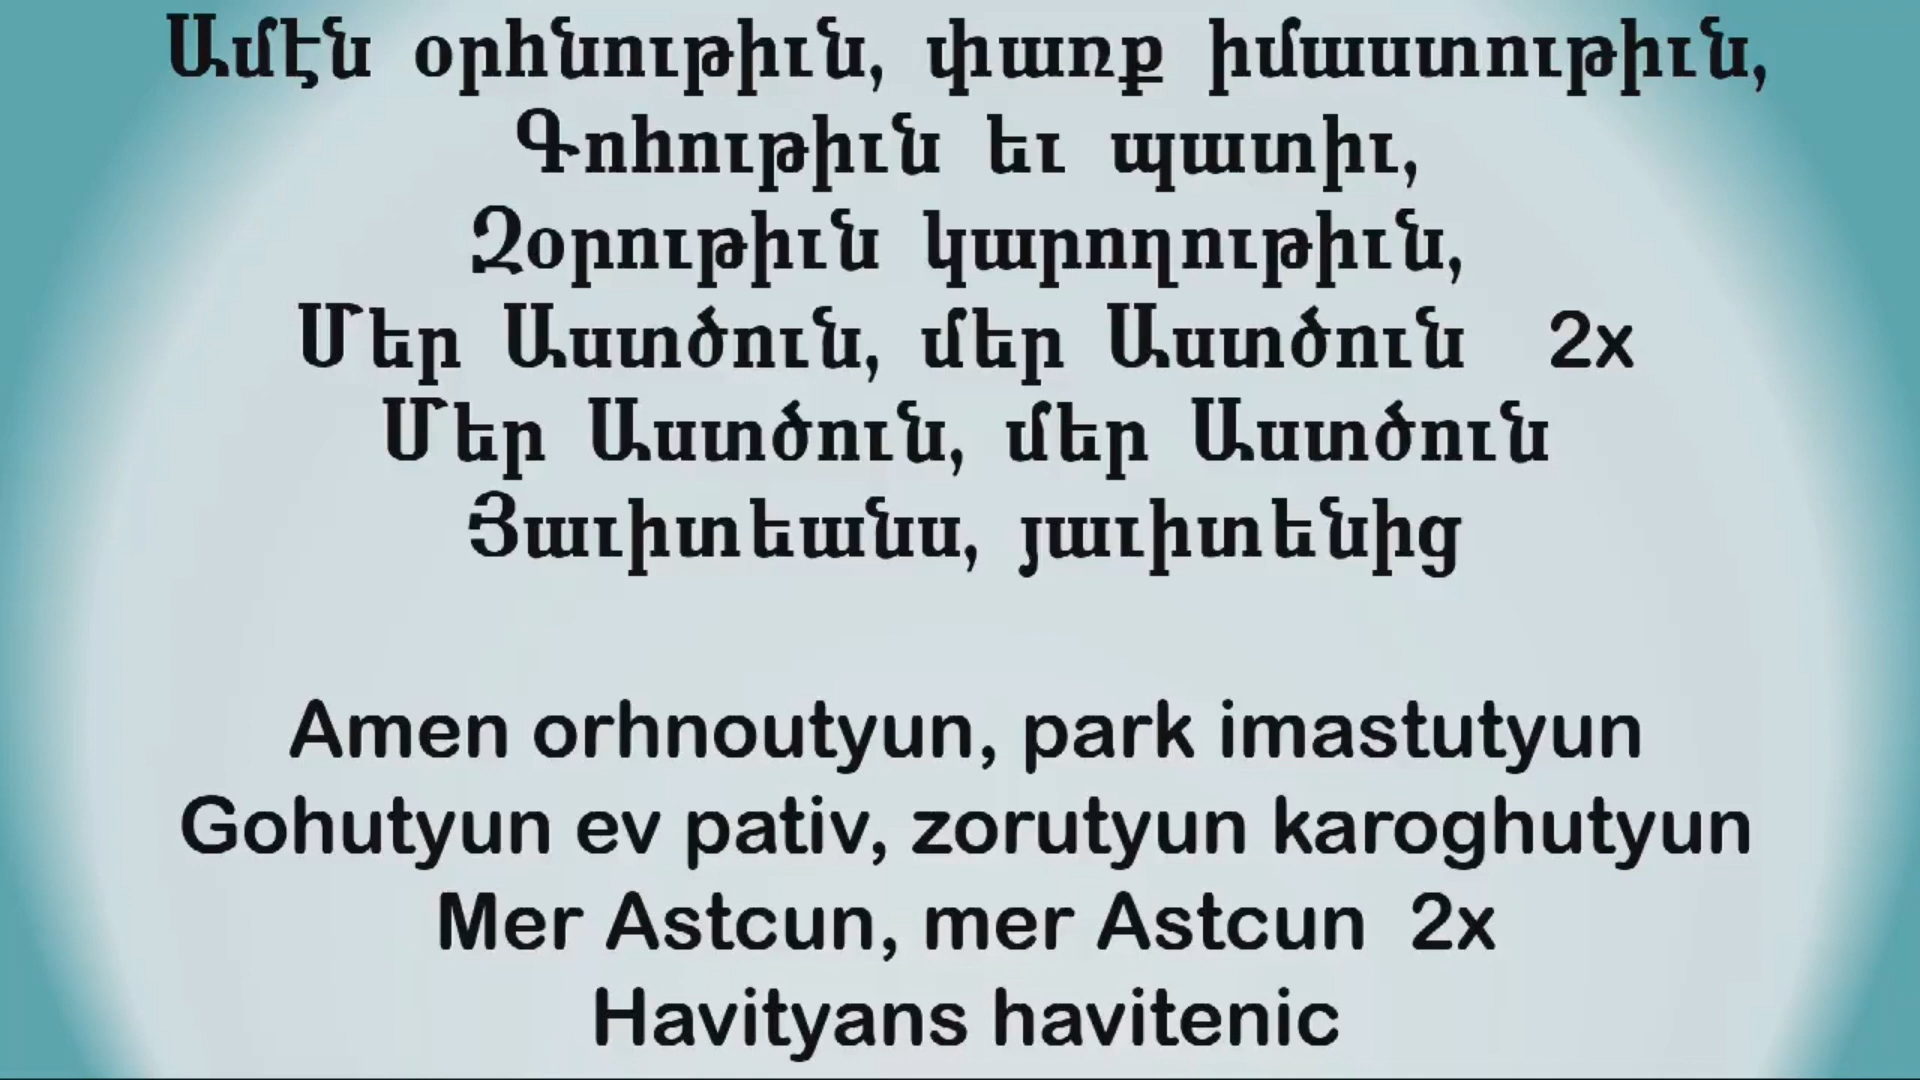 Ամէն օրհնութիւն, փառք իմաստութիւն,
Գոհութիւն եւ պատիւ,
Զօրութիւն կարողութիւն,
Մեր Աստծուն, մեր Աստծուն 2x
Մեր Աստծուն, մեր Աստծուն
Յաւիտեանս, յաւիտենից
Amen orhnoutyun, park imastutyun
Gohutyun ev pativ, zorutyun karoghutyun
Mer Astcun, mer Astcun 2x
Havityans havitenic